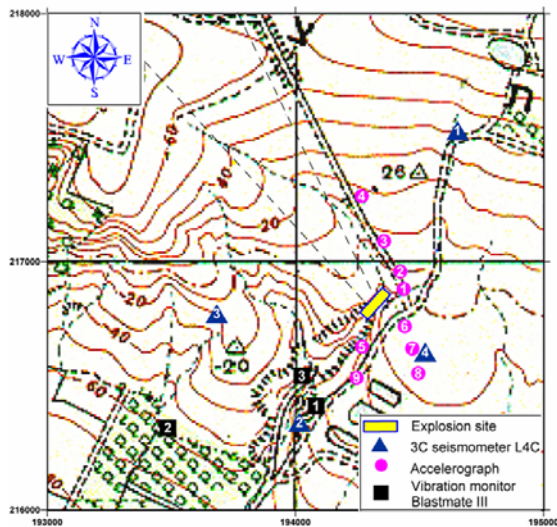 218000
N
W E
S
1
60
26
4
40
20
3
217000
2
1
3
20
6
40
20
5 7 4
8
60
3 9
1
2
2
Explosion site
3C seismometer L4C
Accelerograph
Vibration monitor
Blastmate III
216000
193000 194000 195000